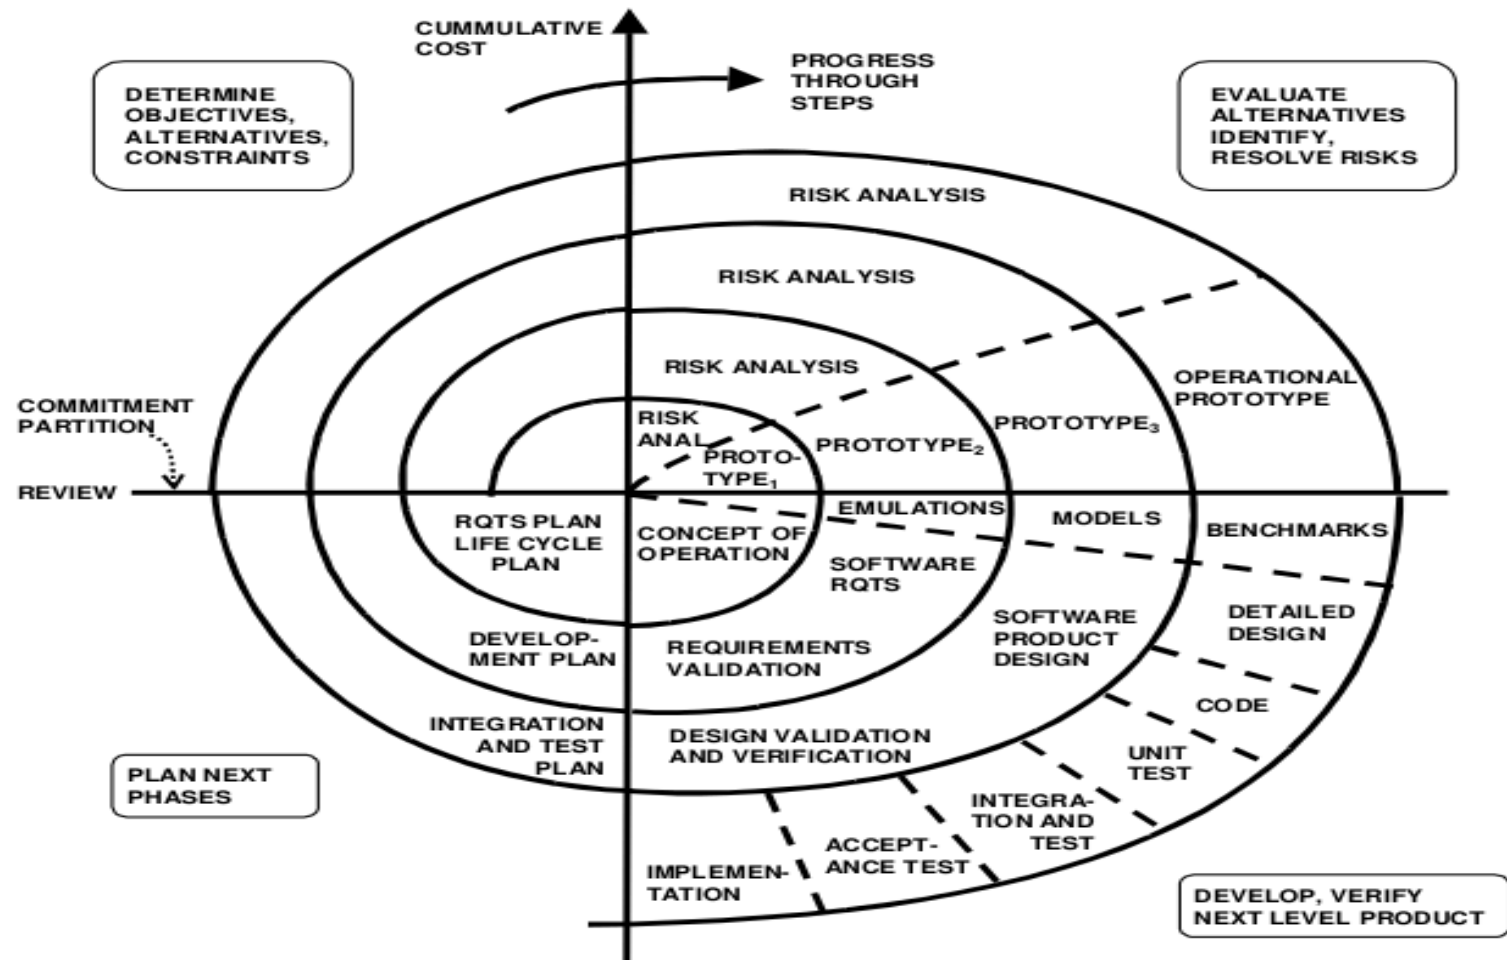 CUMMULATIVE
COST
PROGRESS
THROUGH
STEPS
DETERMINE
OBJECTIVES,
ALTERNATIVES,
CONSTRAINTS
EVALUATE
ALTERNATIVES
IDENTIFY,
RESOLVE RISKS
RISK ANALYSIS
RISK ANALYSIS
RISK ANALYSIS
RISK
ANAL.
OPERATIONAL
PROTOTYPE
PROTOTYPE₃
PROTOTYPE₂
PROTO-
TYPE₁
COMMITMENT
PARTITION
REVIEW
EMULATIONS
MODELS
BENCHMARKS
RQTS PLAN
LIFE CYCLE
PLAN
CONCEPT OF
OPERATION
SOFTWARE
RQTS
SOFTWARE
PRODUCT
DESIGN
DETAILED
DESIGN
DEVELOP-
MENT PLAN
REQUIREMENTS
VALIDATION
CODE
INTEGRATION
AND TEST
PLAN
DESIGN VALIDATION
AND VERIFICATION
UNIT
TEST
PLAN NEXT
PHASES
INTEGRA-
TION AND
TEST
ACCEPT-
ANCE TEST
IMPLEMEN-
TATION
DEVELOP, VERIFY
NEXT LEVEL PRODUCT